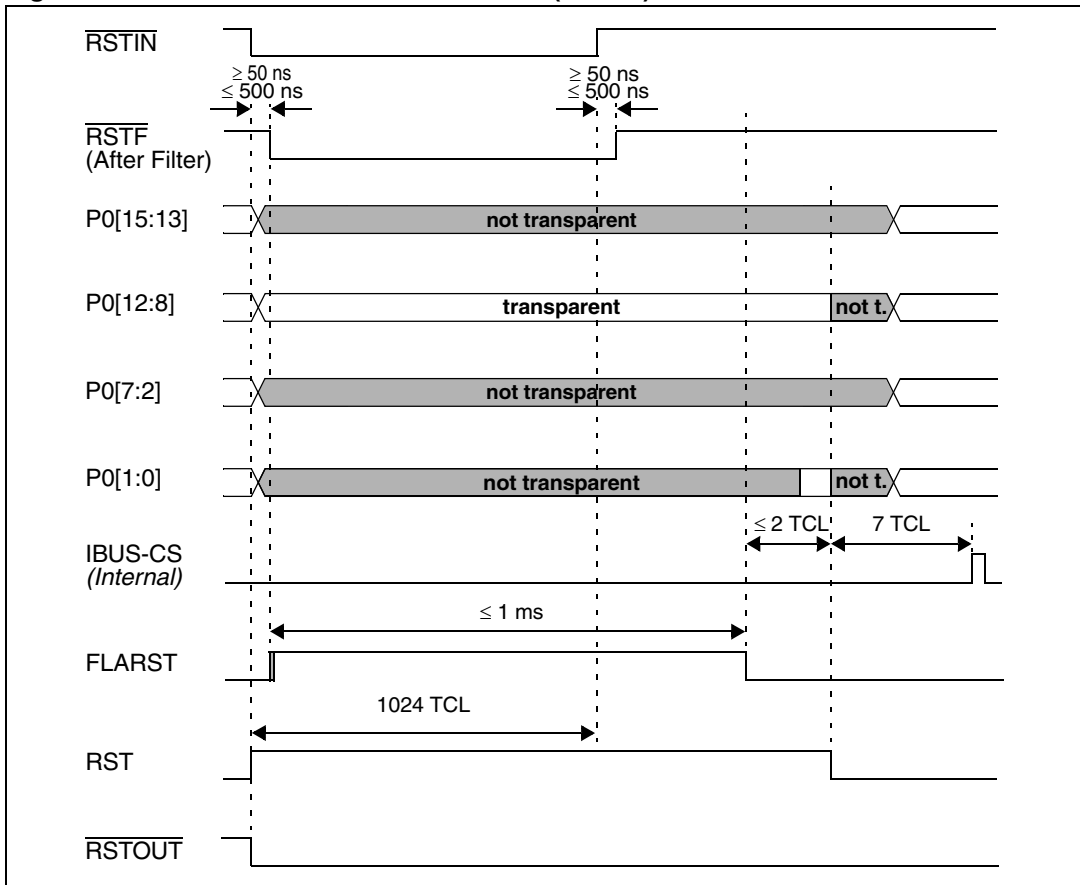 RSTIN
≥ 50 ns ≥ 50 ns
≤ 500 ns ≤ 500 ns
RSTF
(After Filter)
P0[15:13] not transparent
P0[12:8] transparent not t.
P0[7:2] not transparent
P0[1:0] not transparent not t.
≤ 2 TCL 7 TCL
IBUS-CS
(Internal)
≤ 1 ms
FLARST
1024 TCL
RST
RSTOUT